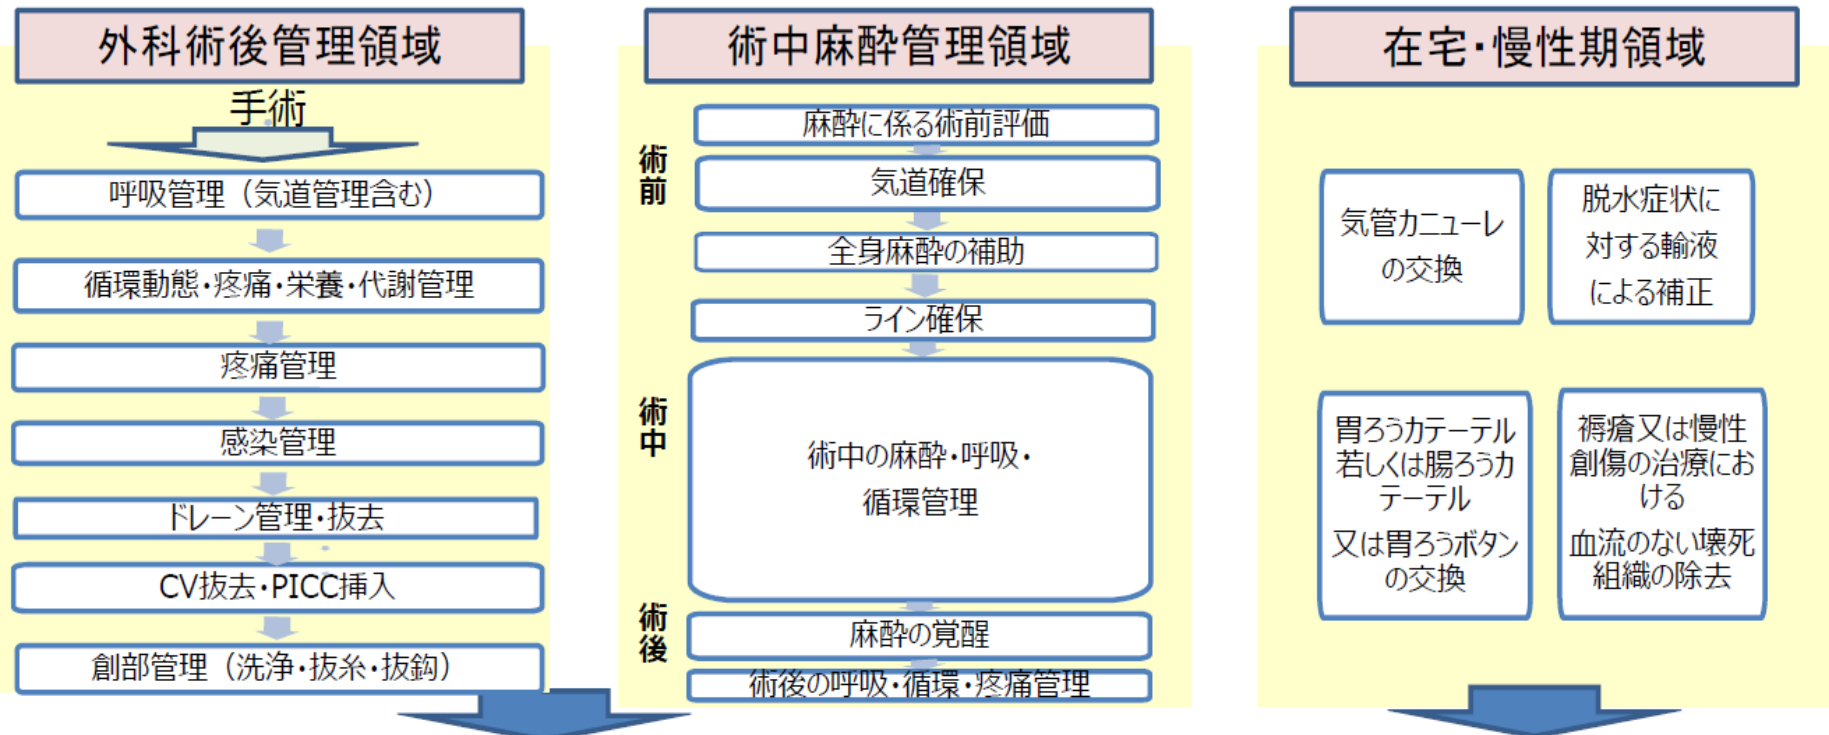 外科術後管理領域
手術
呼吸管理（気道管理含む）
循環動態・疼痛・栄養・代謝管理
疼痛管理
感染管理
ドレーン管理・抜去
CV抜去・PICC挿入
創部管理（洗浄・抜糸・抜鈎）
術中麻酔管理領域
術前
麻酔に係る術前評価
気道確保
全身麻酔の補助
ライン確保
術中
術中の麻酔・呼吸・
循環管理
術後
麻酔の覚醒
術後の呼吸・循環・疼痛管理
在宅・慢性期領域
気管カニューレ
の交換
脱水症状に
対する輸液
による補正
胃ろうカテーテル
若しくは腸ろうカ
テーテル
又は胃ろうボタン
の交換
褥瘡又は慢性
創傷の治療にお
ける
血流のない壊死
組織の除去